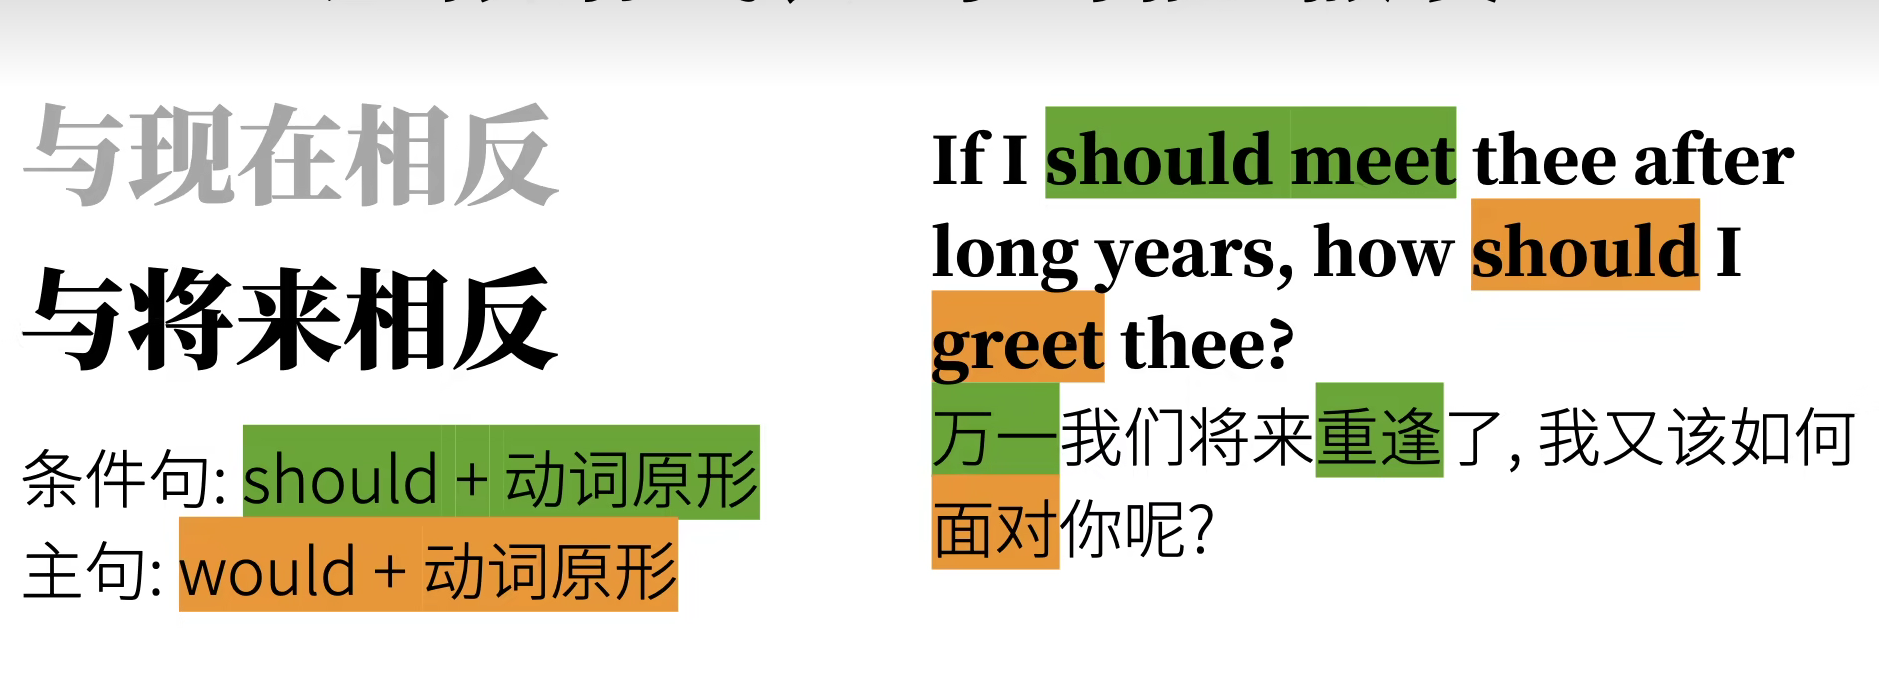 与现在相反
与将来相反
条件句: should + 动词原形
主句: would + 动词原形
If I should meet thee after
long years, how should I
greet thee?
万一我们将来重逢了, 我又该如何
面对你呢?